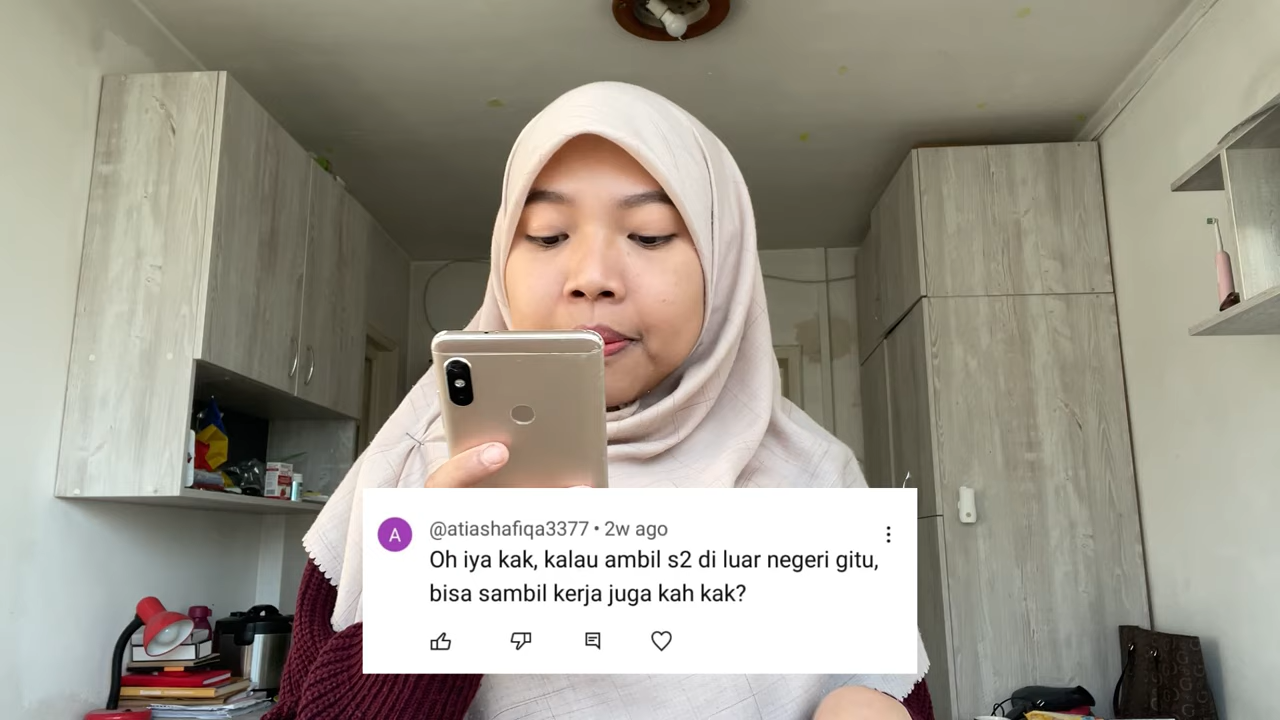 A
@atiashafiqa3377 • 2w ago
Oh iya kak, kalau ambil s2 di luar negeri gitu,
bisa sambil kerja juga kah kak?